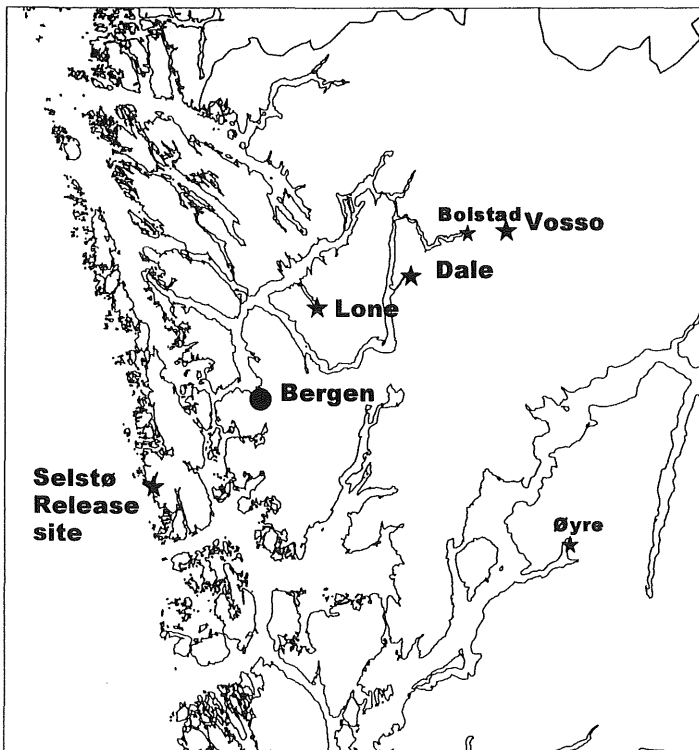 Bolstad
Vosso
Dale
Lone
Bergen
Selstø
Release
site
Øyre